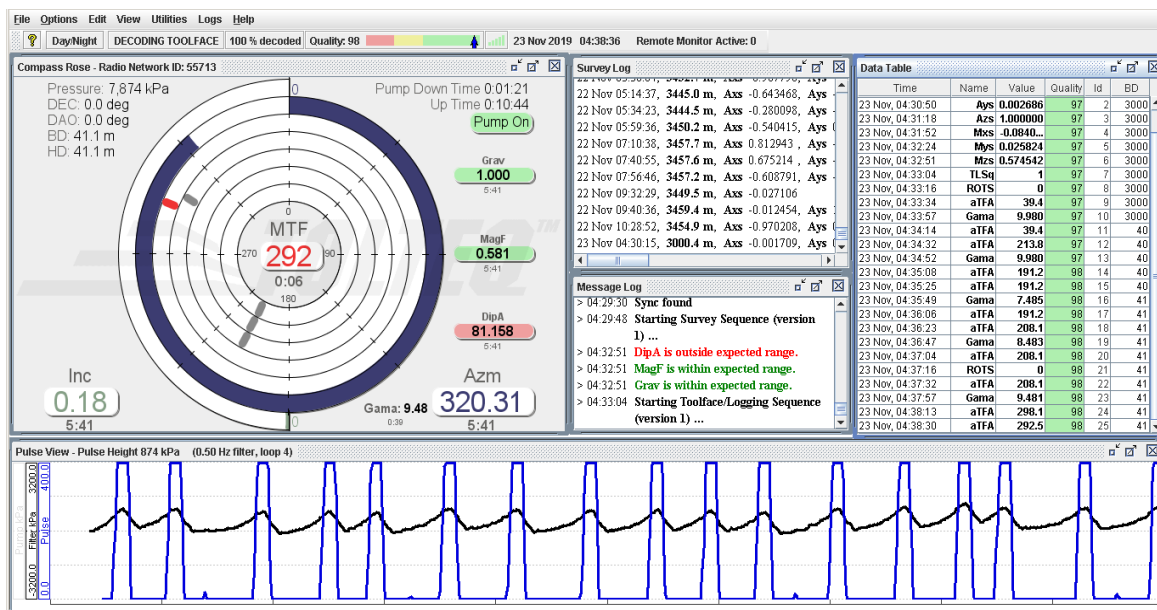 File Options Edit View Utilities Logs Help
? Day/Night DECODING TOOLFACE 100 % decoded Quality: 98 23 Nov 2019 04:38:36 Remote Monitor Active: 0
Compass Rose - Radio Network ID: 55713
Pressure: 7,874 kPa
DEC: 0.0 deg
DAO: 0.0 deg
BD: 41.1 m
HD: 41.1 m
Pump Down Time 0:01:21
Up Time 0:10:44
Pump On
0
Grav
1.000
5:41
MagF
0.581
5:41
DipA
81.158
5:41
0
MTF
270 292 90
0:06
180
Inc
0.18
5:41
0
Gama: 9.48
0:39
Azm
320.31
5:41
Survey Log
22 Nov 05:14:37, 3445.0 m, Axs -0.643468, Ays
22 Nov 05:34:23, 3444.5 m, Axs -0.280098, Ays -
22 Nov 05:59:36, 3450.2 m, Axs -0.540415, Ays
22 Nov 07:10:38, 3457.7 m, Axs 0.812943 , Ays -
22 Nov 07:40:55, 3457.6 m, Axs 0.675214 , Ays -
22 Nov 07:56:46, 3457.2 m, Axs -0.608791, Ays -
22 Nov 09:32:29, 3449.5 m, Axs -0.027106
22 Nov 09:40:36, 3459.4 m, Axs -0.012454, Ays
22 Nov 10:28:52, 3454.9 m, Axs -0.970208, Ays
23 Nov 04:30:15, 3000.4 m, Axs -0.001709, Ays
Message Log
> 04:29:30 Sync found
> 04:29:48 Starting Survey Sequence (version
1) ...
> 04:32:51 DipA is outside expected range.
> 04:32:51 MagF is within expected range.
> 04:32:51 Grav is within expected range.
> 04:33:04 Starting Toolface/Logging Sequence
(version 1) ...
Data Table
Time Name Value Quality Id BD
23 Nov, 04:30:50 Ays 0.002686 97 2 3000
23 Nov, 04:31:18 Azs 1.000000 97 3 3000
23 Nov, 04:31:52 Mxs -0.0840... 97 4 3000
23 Nov, 04:32:24 Mys 0.025824 97 5 3000
23 Nov, 04:32:51 Mzs 0.574542 97 6 3000
23 Nov, 04:33:04 TLSq 1 97 7 3000
23 Nov, 04:33:16 ROTS 0 97 8 3000
23 Nov, 04:33:34 aTFA 39.4 97 9 3000
23 Nov, 04:33:57 Gama 9.980 97 10 3000
23 Nov, 04:34:14 aTFA 39.4 97 11 40
23 Nov, 04:34:32 aTFA 213.8 97 12 40
23 Nov, 04:34:52 Gama 9.980 97 13 40
23 Nov, 04:35:08 aTFA 191.2 98 14 40
23 Nov, 04:35:25 aTFA 191.2 98 15 40
23 Nov, 04:35:49 Gama 7.485 98 16 41
23 Nov, 04:36:06 aTFA 191.2 98 17 41
23 Nov, 04:36:23 aTFA 208.1 98 18 41
23 Nov, 04:36:47 Gama 8.483 98 19 41
23 Nov, 04:37:04 aTFA 208.1 98 20 41
23 Nov, 04:37:16 ROTS 0 98 21 41
23 Nov, 04:37:32 aTFA 208.1 98 22 41
23 Nov, 04:37:57 Gama 9.481 98 23 41
23 Nov, 04:38:13 aTFA 298.1 98 24 41
23 Nov, 04:38:30 aTFA 292.5 98 25 41
Pulse View - Pulse Height 874 kPa (0.50 Hz filter, loop 4)
Pump kPa
-3200.0 Filter kPa 3200.0
0.0 Pulse 400.0